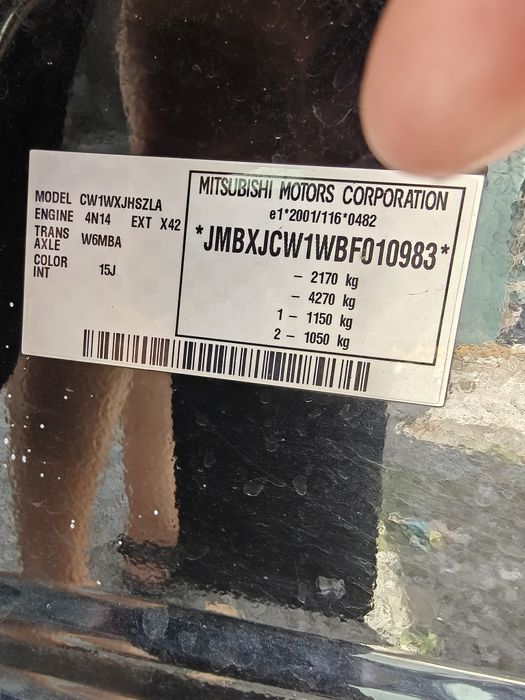 MODEL CW1WXJHSZLA
ENGINE 4N14 EXT X42
TRANS AXLE W6MBA
COLOR INT 15J
MITSUBISHI MOTORS CORPORATION
e1*2001/116*0482
*JMBXJCW1WBF010983*
– 2170 kg
– 4270 kg
1 – 1150 kg
2 – 1050 kg